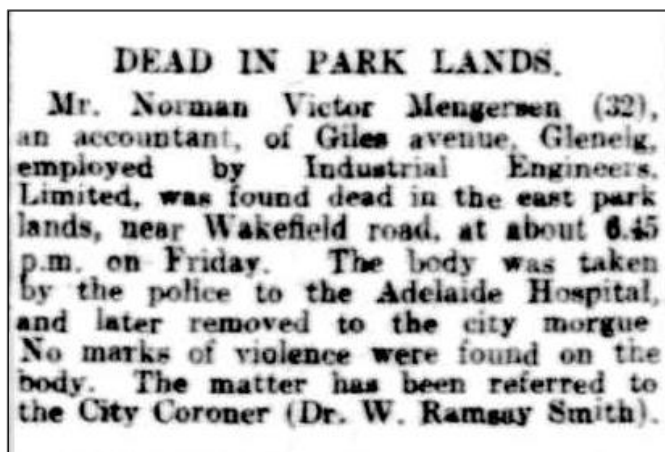 DEAD IN PARK LANDS.
Mr. Norman Victor Mengersen (32),
an accountant, of Giles avenue, Glenelg,
employed by Industrial Engineers,
Limited, was found dead in the east park
lands, near Wakefield road, at about 6.45
p.m. on Friday. The body was taken
by the police to the Adelaide Hospital,
and later removed to the city morgue
No marks of violence were found on the
body. The matter has been referred to
the City Coroner (Dr. W. Ramsay Smith).